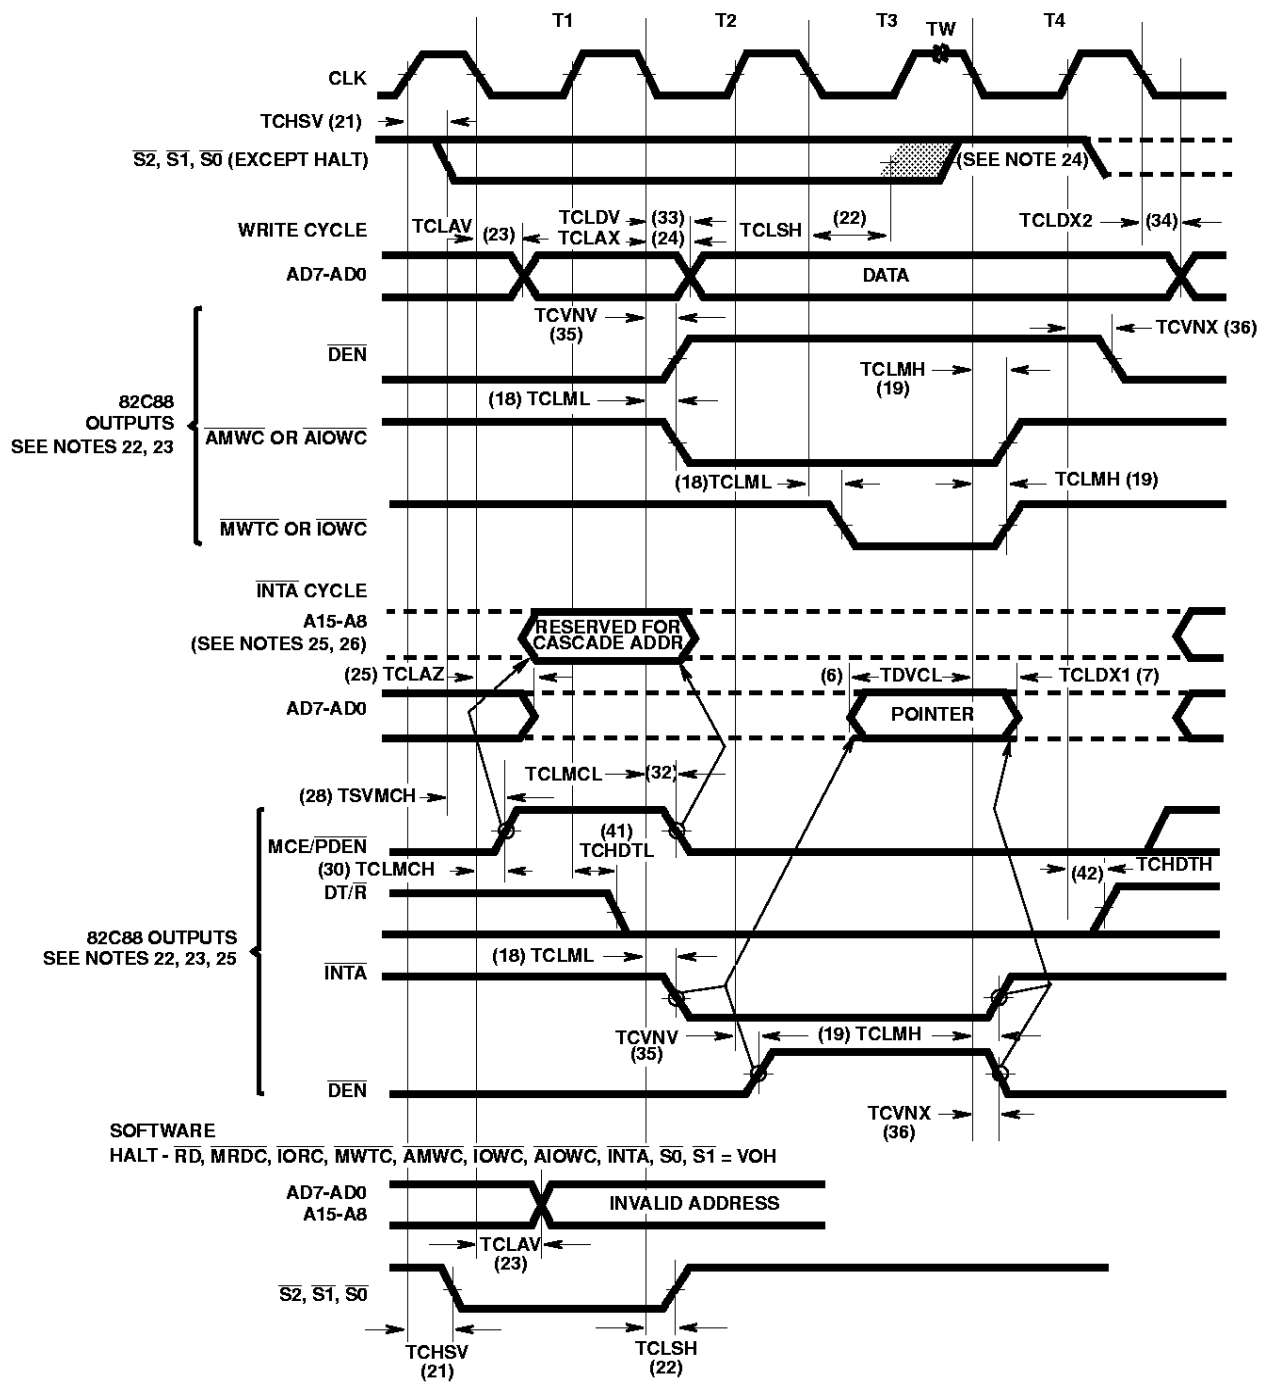 T1 T2 T3 T4
TW
CLK
TCHSV (21)
S2, S1, S0 (EXCEPT HALT)
(SEE NOTE 24)
WRITE CYCLE
TCLAV
(23)
TCLDV (33)
TCLAX (24)
TCLSH
(22)
TCLDX2
(34)
AD7-AD0
DATA
TCVNV
(35)
TCVNX (36)
DEN
TCLMH
(19)
(18) TCLML
82C88
OUTPUTS
SEE NOTES 22, 23
AMWC OR AIOWC
(18)TCLML
TCLMH (19)
MWTC OR IOWC
INTA CYCLE
A15-A8
(SEE NOTES 25, 26)
RESERVED FOR
CASCADE ADDR
(25) TCLAZ
(6)
TDVCL
TCLDX1 (7)
AD7-AD0
POINTER
TCLMCL
(32)
(28) TSVMCH
MCE/PDEN
(41)
TCHDTL
(30) TCLMCH
(42)
TCHDTH
DT/R
82C88 OUTPUTS
SEE NOTES 22, 23, 25
(18) TCLML
INTA
TCVNV
(35)
(19) TCLMH
DEN
TCVNX
(36)
SOFTWARE
HALT - RD, MRDC, IORC, MWTC, AMWC, IOWC, AIOWC, INTA, S0, S1 = VOH
AD7-AD0
A15-A8
INVALID ADDRESS
TCLAV
(23)
S2, S1, S0
TCHSV
(21)
TCLSH
(22)